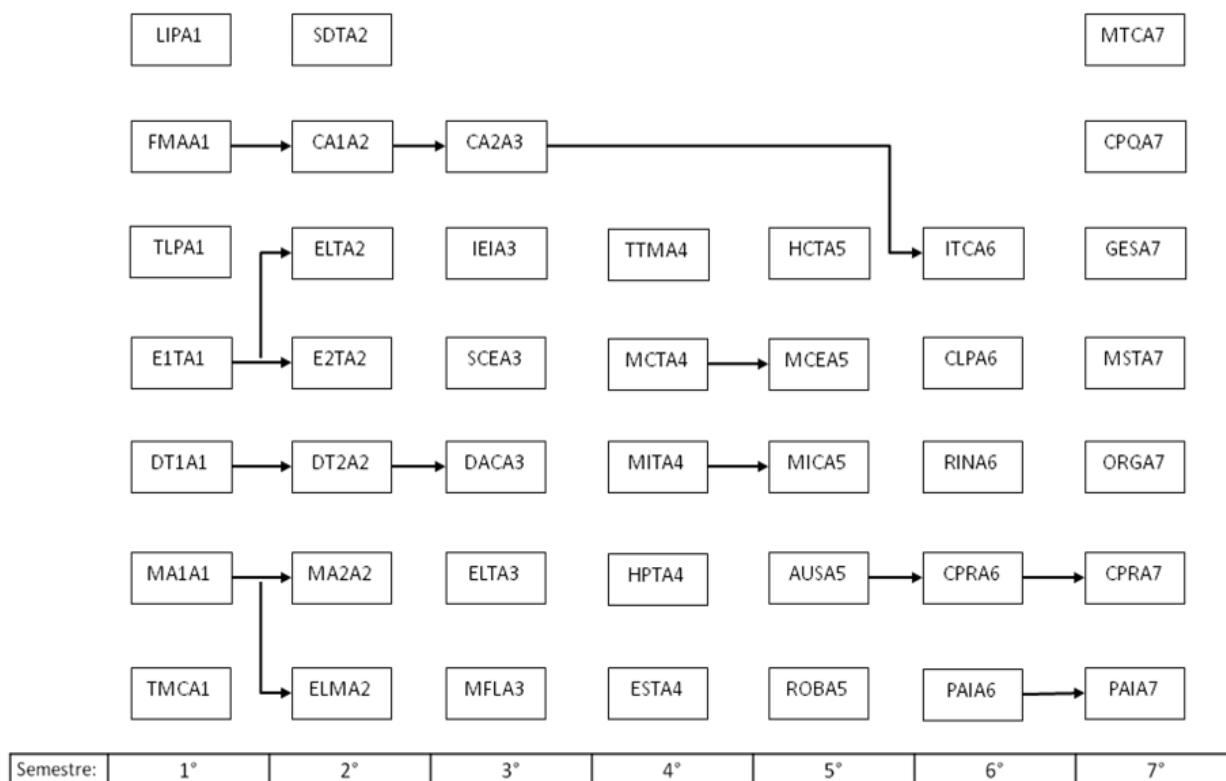 LIPA1 SDTA2 MTCA7
FMAA1 CA1A2 CA2A3 CPQA7
TLPA1 ELTA2 IEIA3 TTMA4 HCTA5 ITCA6 GESA7
E1TA1 E2TA2 SCEA3 MCTA4 MCEA5 CLPA6 MSTA7
DT1A1 DT2A2 DACA3 MITA4 MICA5 RINA6 ORGA7
MA1A1 MA2A2 ELTA3 HPTA4 AUSA5 CPRA6 CPRA7
TMCA1 ELMA2 MFLA3 ESTA4 ROBA5 PAIA6 PAIA7
Semestre: 1° 2° 3° 4° 5° 6° 7°